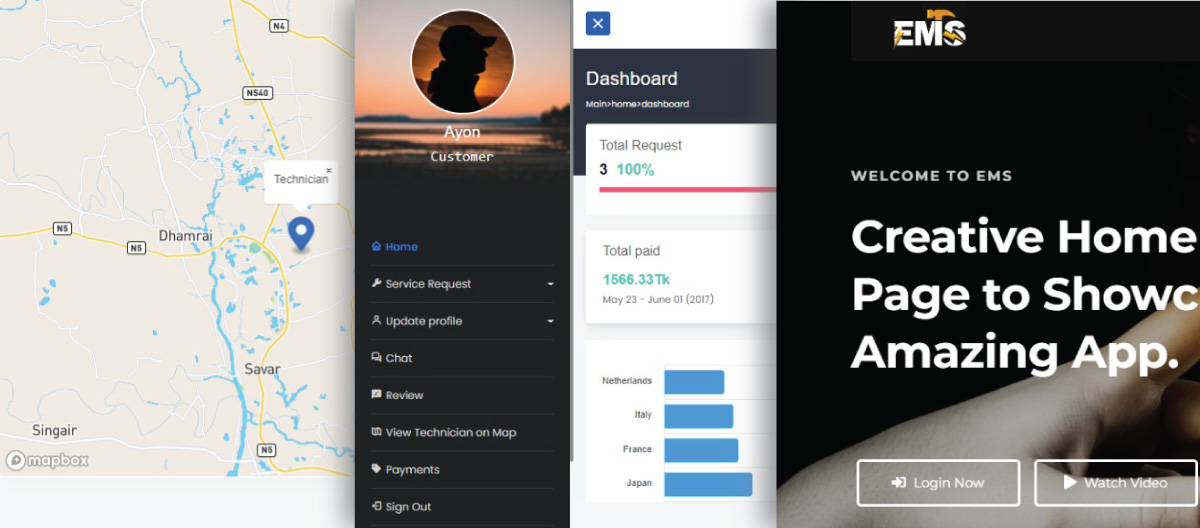 N4
N540
×
Technician
N5
Dhamrai
N5
Savar
Singair
N5
mapbox
Ayon
Customer
Home
Service Request
Update profile
Chat
Review
View Technician on Map
Payments
Sign Out
×
Dashboard
Main>home>dashboard
Total Request
3 100%
Total paid
1566.33Tk
May 23 - June 01 (2017)
Netherlands
Italy
France
Japan
EMS
WELCOME TO EMS
Creative Home
Page to Showc
Amazing App.
Login Now
Watch Video